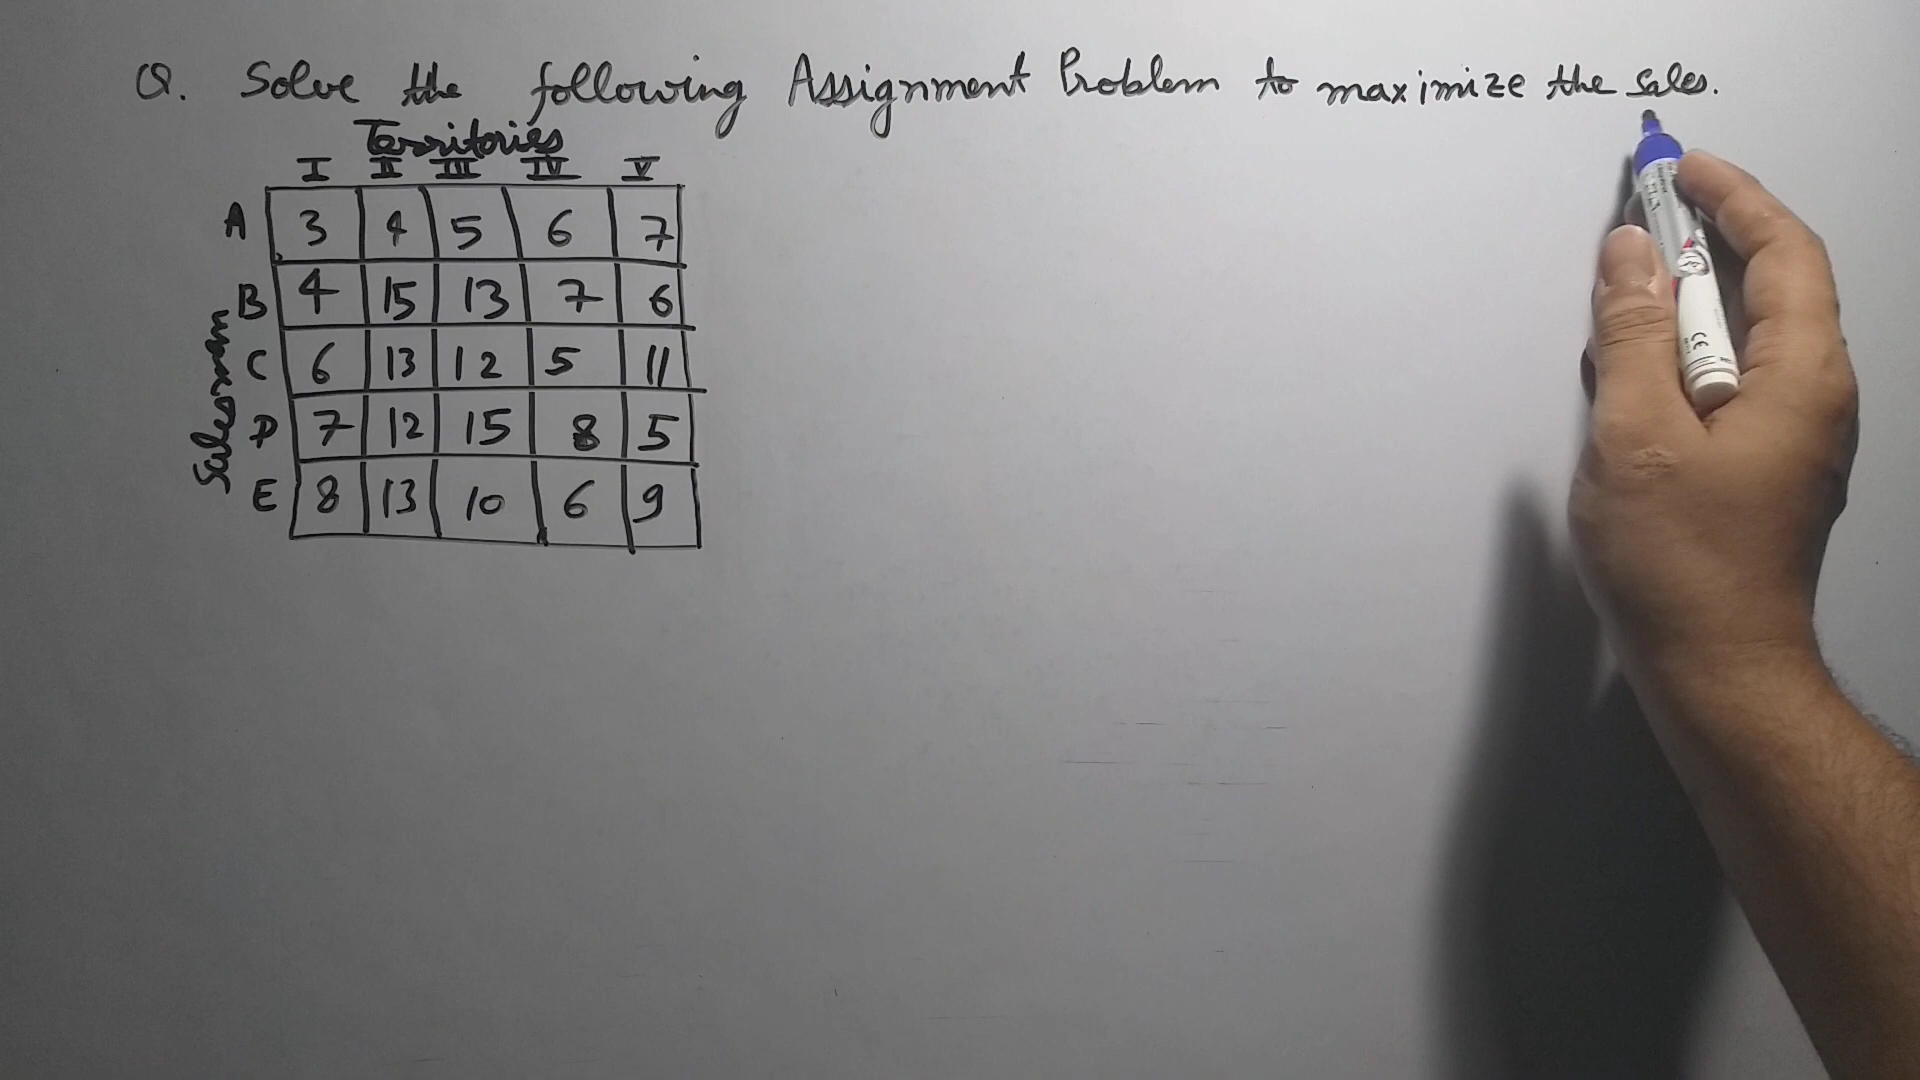 Q. Solve the following Assignment Problem to maximize the sales.
Territories
I II III IV V
A 3 4 5 6 7
B 4 15 13 7 6
C 6 13 12 5 11
D 7 12 15 8 5
E 8 13 10 6 9
Salesman
CE